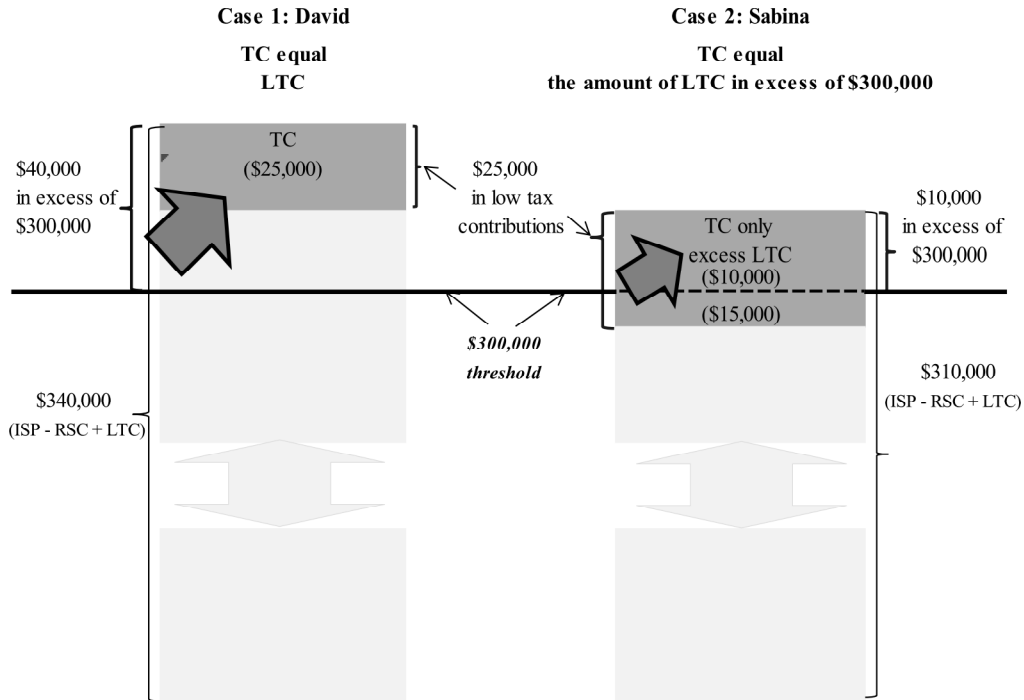 Case 1: David
TC equal
LTC
Case 2: Sabina
TC equal
the amount of LTC in excess of $300,000
$40,000
in excess of
$300,000
TC
($25,000)
$25,000
in low tax
contributions
TC only
excess LTC
($10,000)
($15,000)
$10,000
in excess of
$300,000
$300,000
threshold
$340,000
(ISP - RSC + LTC)
$310,000
(ISP - RSC + LTC)